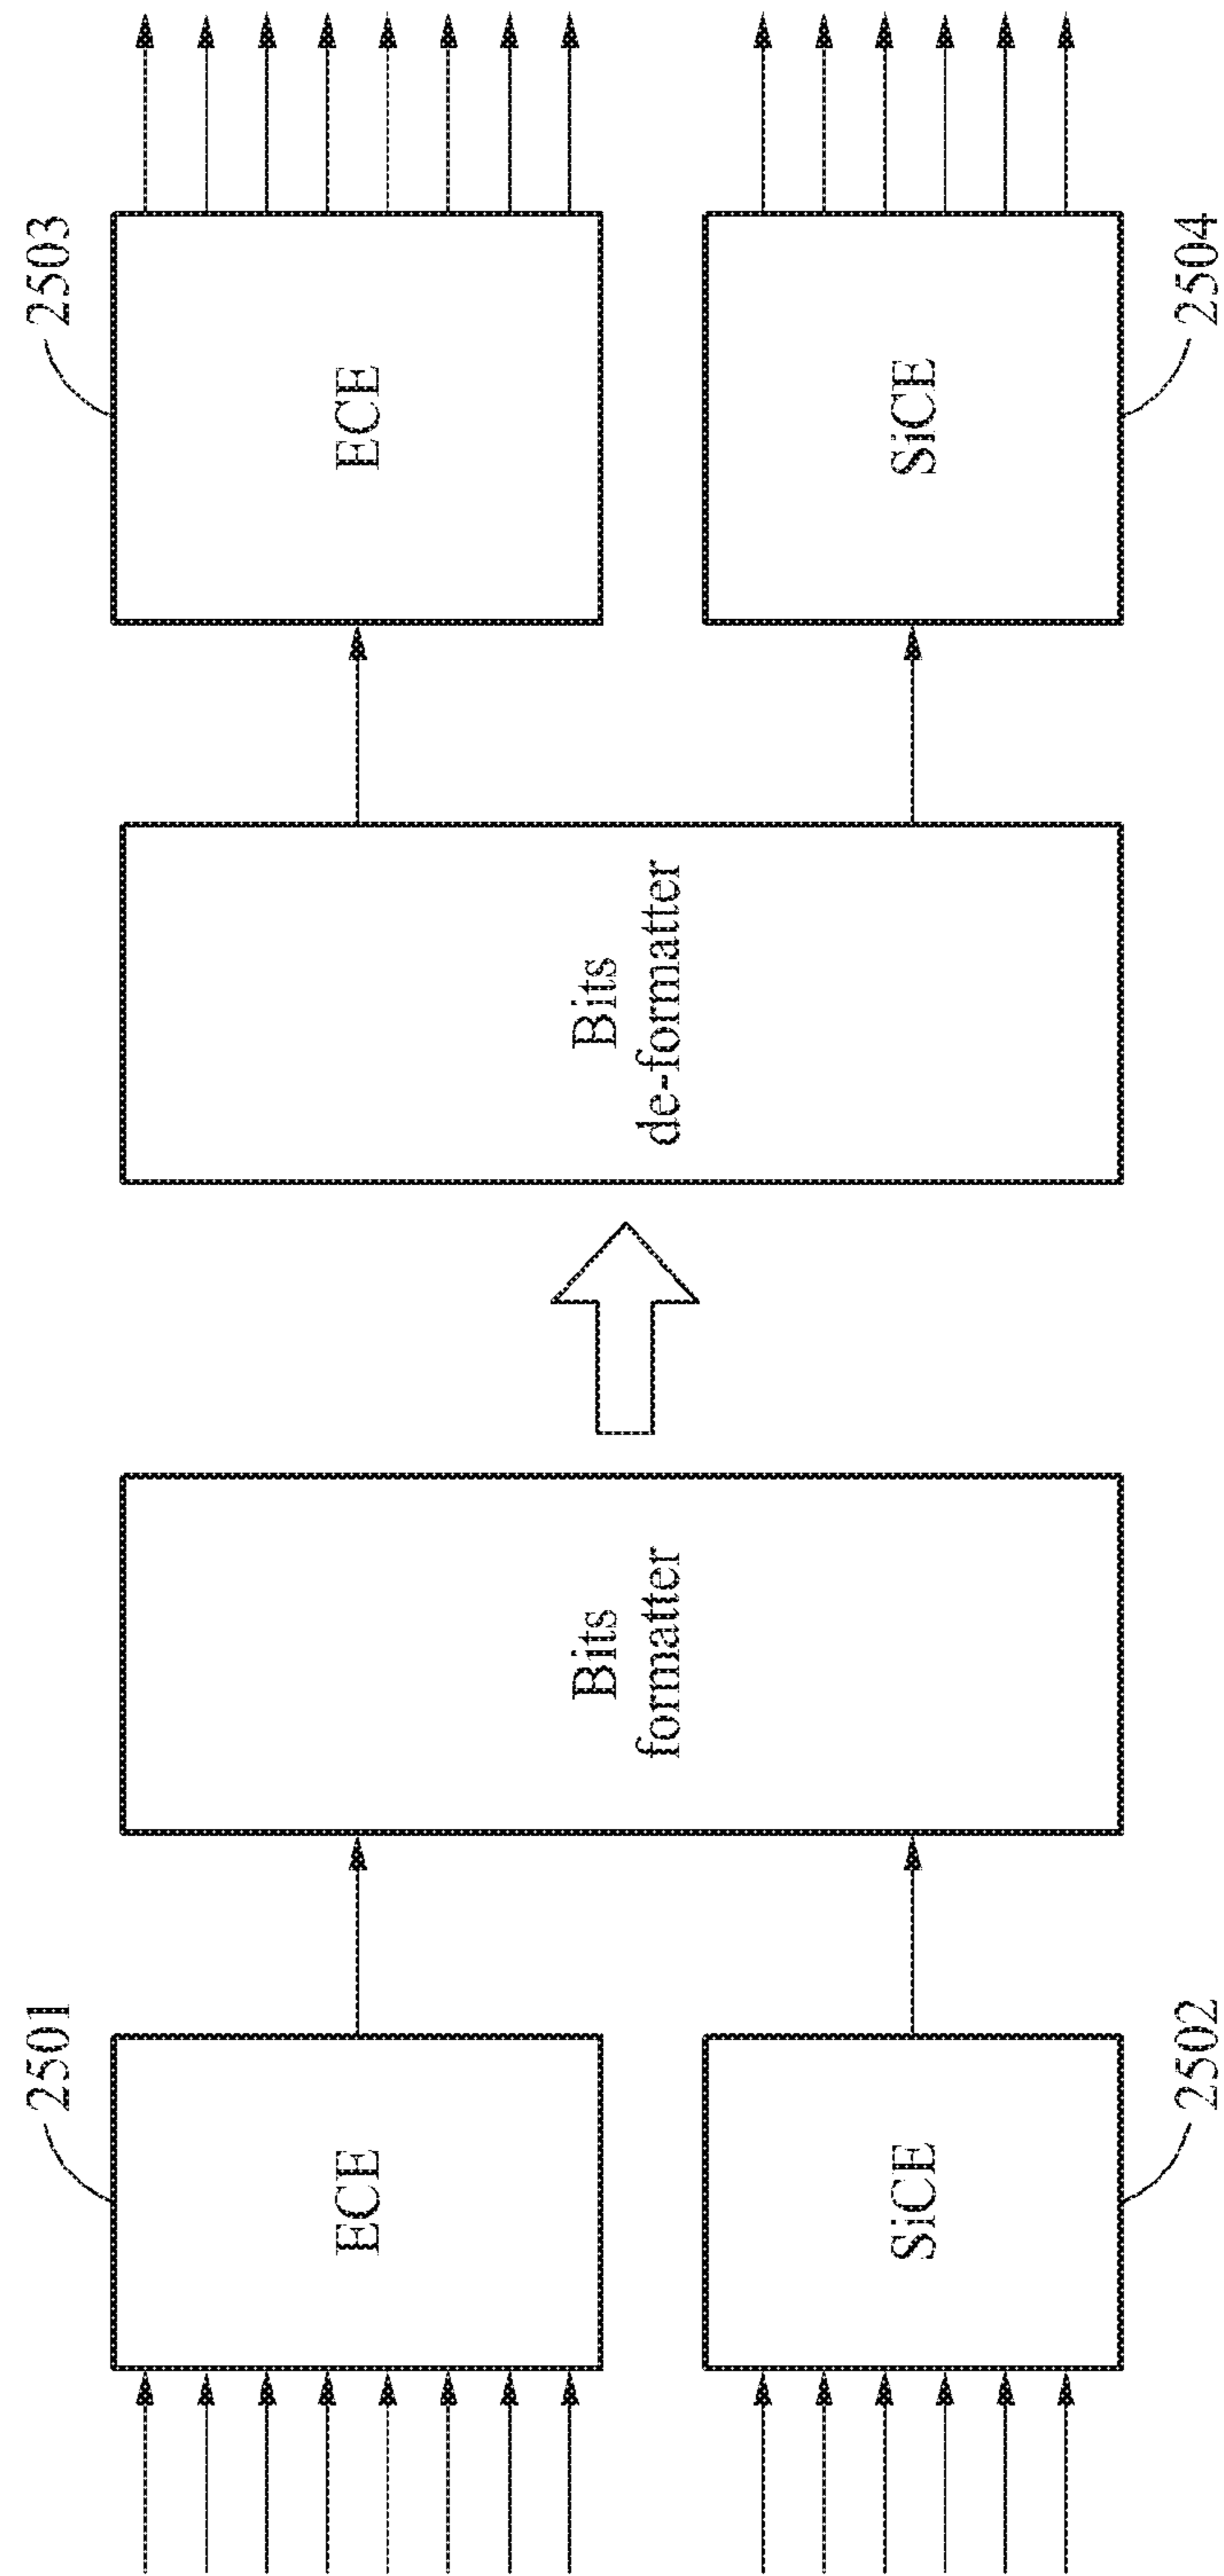 2501
ECE
SiCE
2502
Bits
formatter
Bits
de-formatter
2503
ECE
SiCE
2504